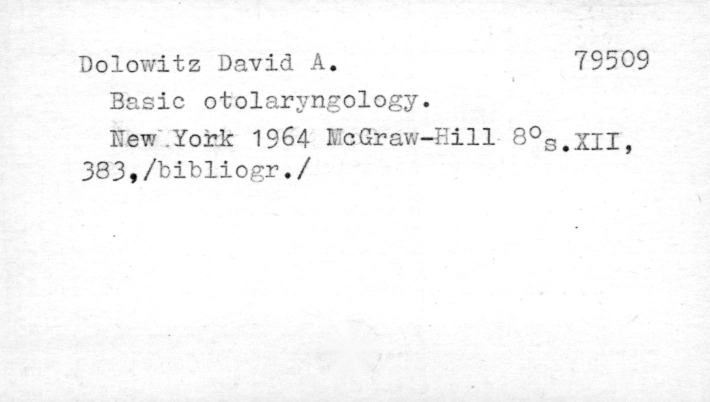 Dolowitz David A. 79509
Basic otolaryngology.
New York 1964 McGraw-Hill 8° s.XII,
383,/bibliogr./